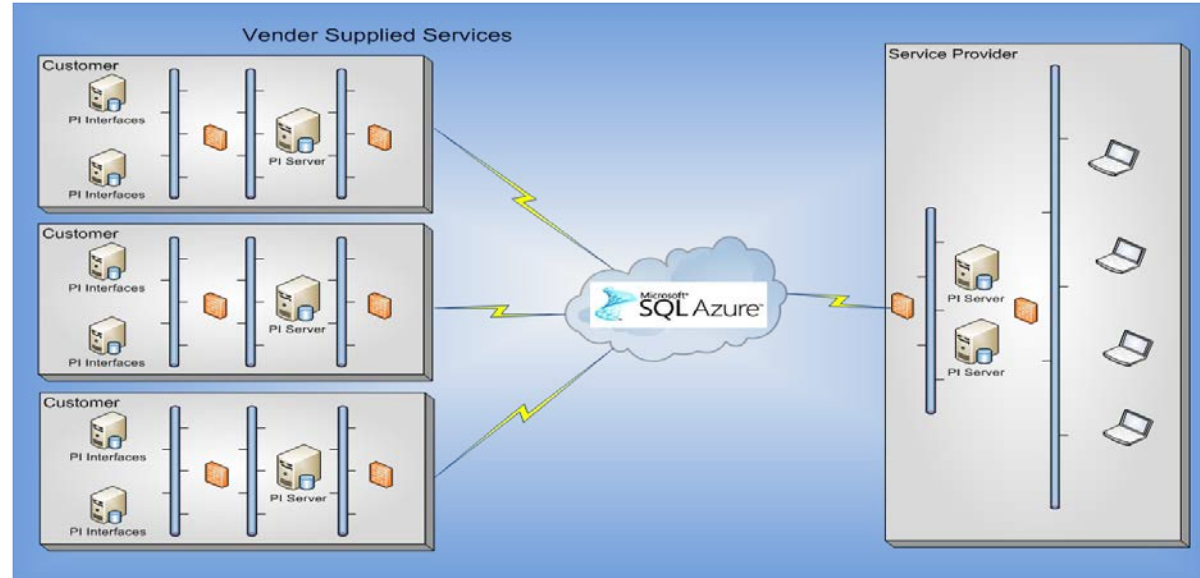 Vender Supplied Services
Customer
PI Interfaces
PI Server
PI Interfaces
Customer
PI Interfaces
PI Server
PI Interfaces
Customer
PI Interfaces
PI Server
PI Interfaces
Microsoft®
SQL Azure™
Service Provider
PI Server
PI Server